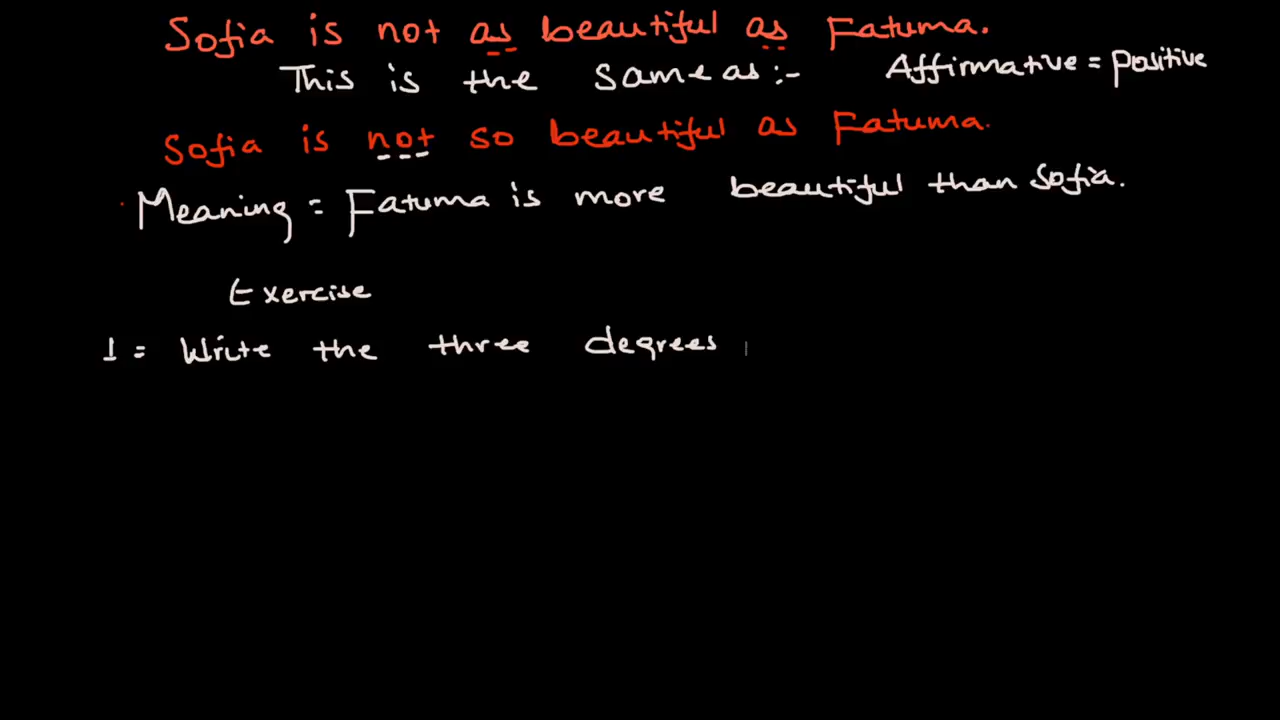 Sofia is not as beautiful as Fatuma.
This is the same as :- Affirmative = positive
Sofia is not so beautiful as Fatuma.
Meaning = Fatuma is more beautiful than Sofia.
Exercise
1 = Write the three degrees